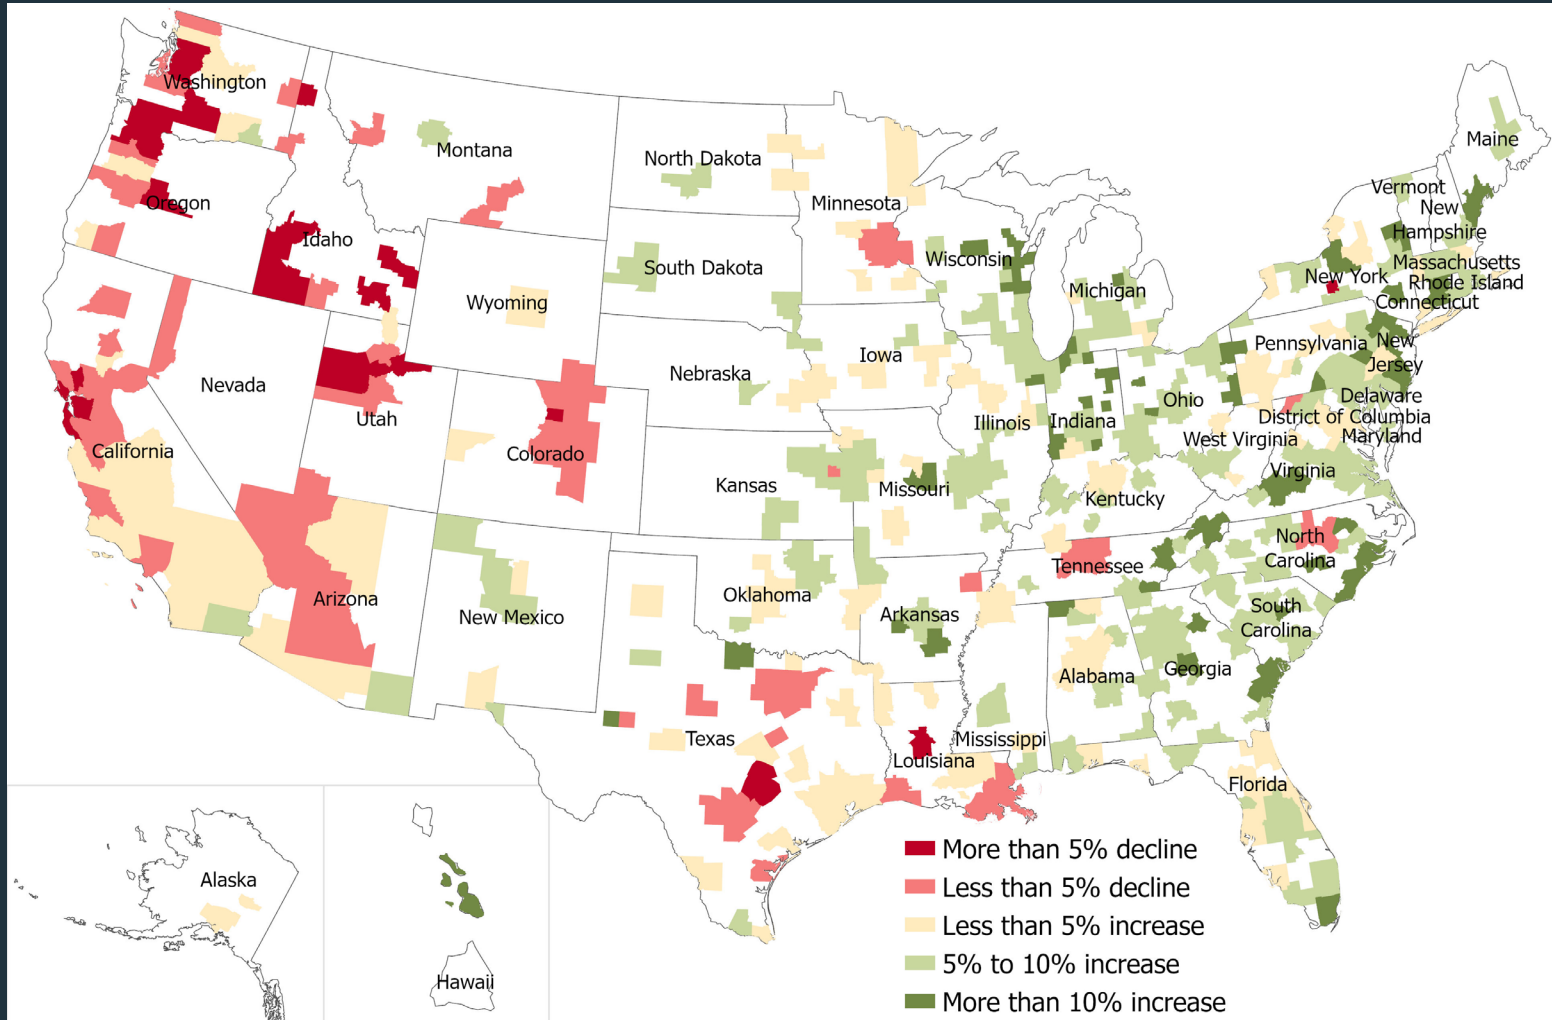 Washington
Montana
Oregon
Idaho
Wyoming
Nevada
Utah
Colorado
California
Arizona
New Mexico
North Dakota
South Dakota
Nebraska
Kansas
Oklahoma
Texas
Minnesota
Iowa
Missouri
Arkansas
Louisiana
Wisconsin
Illinois
Michigan
Indiana
Ohio
Kentucky
Tennessee
Mississippi
Alabama
Georgia
Florida
South
Carolina
North
Carolina
Virginia
West Virginia
Maryland
District of Columbia
Delaware
Pennsylvania
New
Jersey
New York
Connecticut
Rhode Island
Massachusetts
Vermont
New
Hampshire
Maine
Alaska
Hawaii
More than 5% decline
Less than 5% decline
Less than 5% increase
5% to 10% increase
More than 10% increase